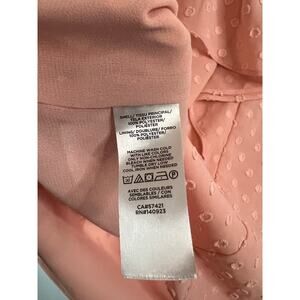 SHELL/TISSU PRINCIPAL/
TELA EXTERIOR
100% POLYESTER/
POLIÉSTER
LINING/DOUBLURE/FORRO
100% POLYESTER/
POLIÉSTER
MACHINE WASH COLD
WITH LIKE COLORS
ONLY NON-CHLORINE
BLEACH WHEN NEEDED
TUMBLE DRY LOW
COOL IRON WHEN NEEDED
AVEC DES COULEURS
SEMBLABLES / CON
COLORES SIMILARES
CA#57421
RN#140923